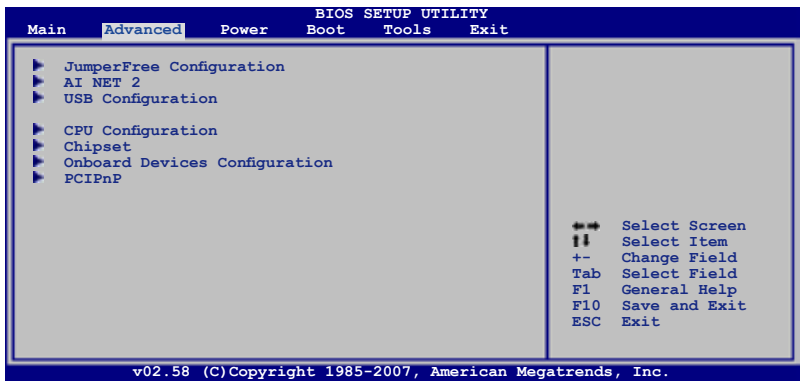 BIOS SETUP UTILITY
Main Advanced Power Boot Tools Exit
JumperFree Configuration
AI NET 2
USB Configuration
CPU Configuration
Chipset
Onboard Devices Configuration
PCIPnP
←→ Select Screen
↑↓ Select Item
+- Change Field
Tab Select Field
F1 General Help
F10 Save and Exit
ESC Exit
v02.58 (C)Copyright 1985-2007, American Megatrends, Inc.